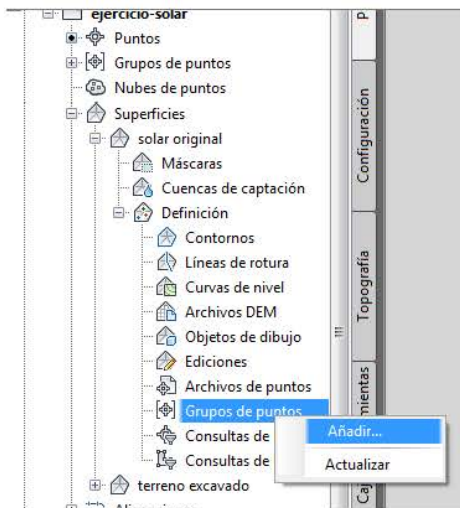 ejercicio-solar
Puntos
Grupos de puntos
Nubes de puntos
Superficies
solar original
Máscaras
Cuencas de captación
Definición
Contornos
Líneas de rotura
Curvas de nivel
Archivos DEM
Objetos de dibujo
Ediciones
Archivos de puntos
Grupos de puntos
Consultas de
Consultas de
terreno excavado
Añadir...
Actualizar
Configuración
Topografía